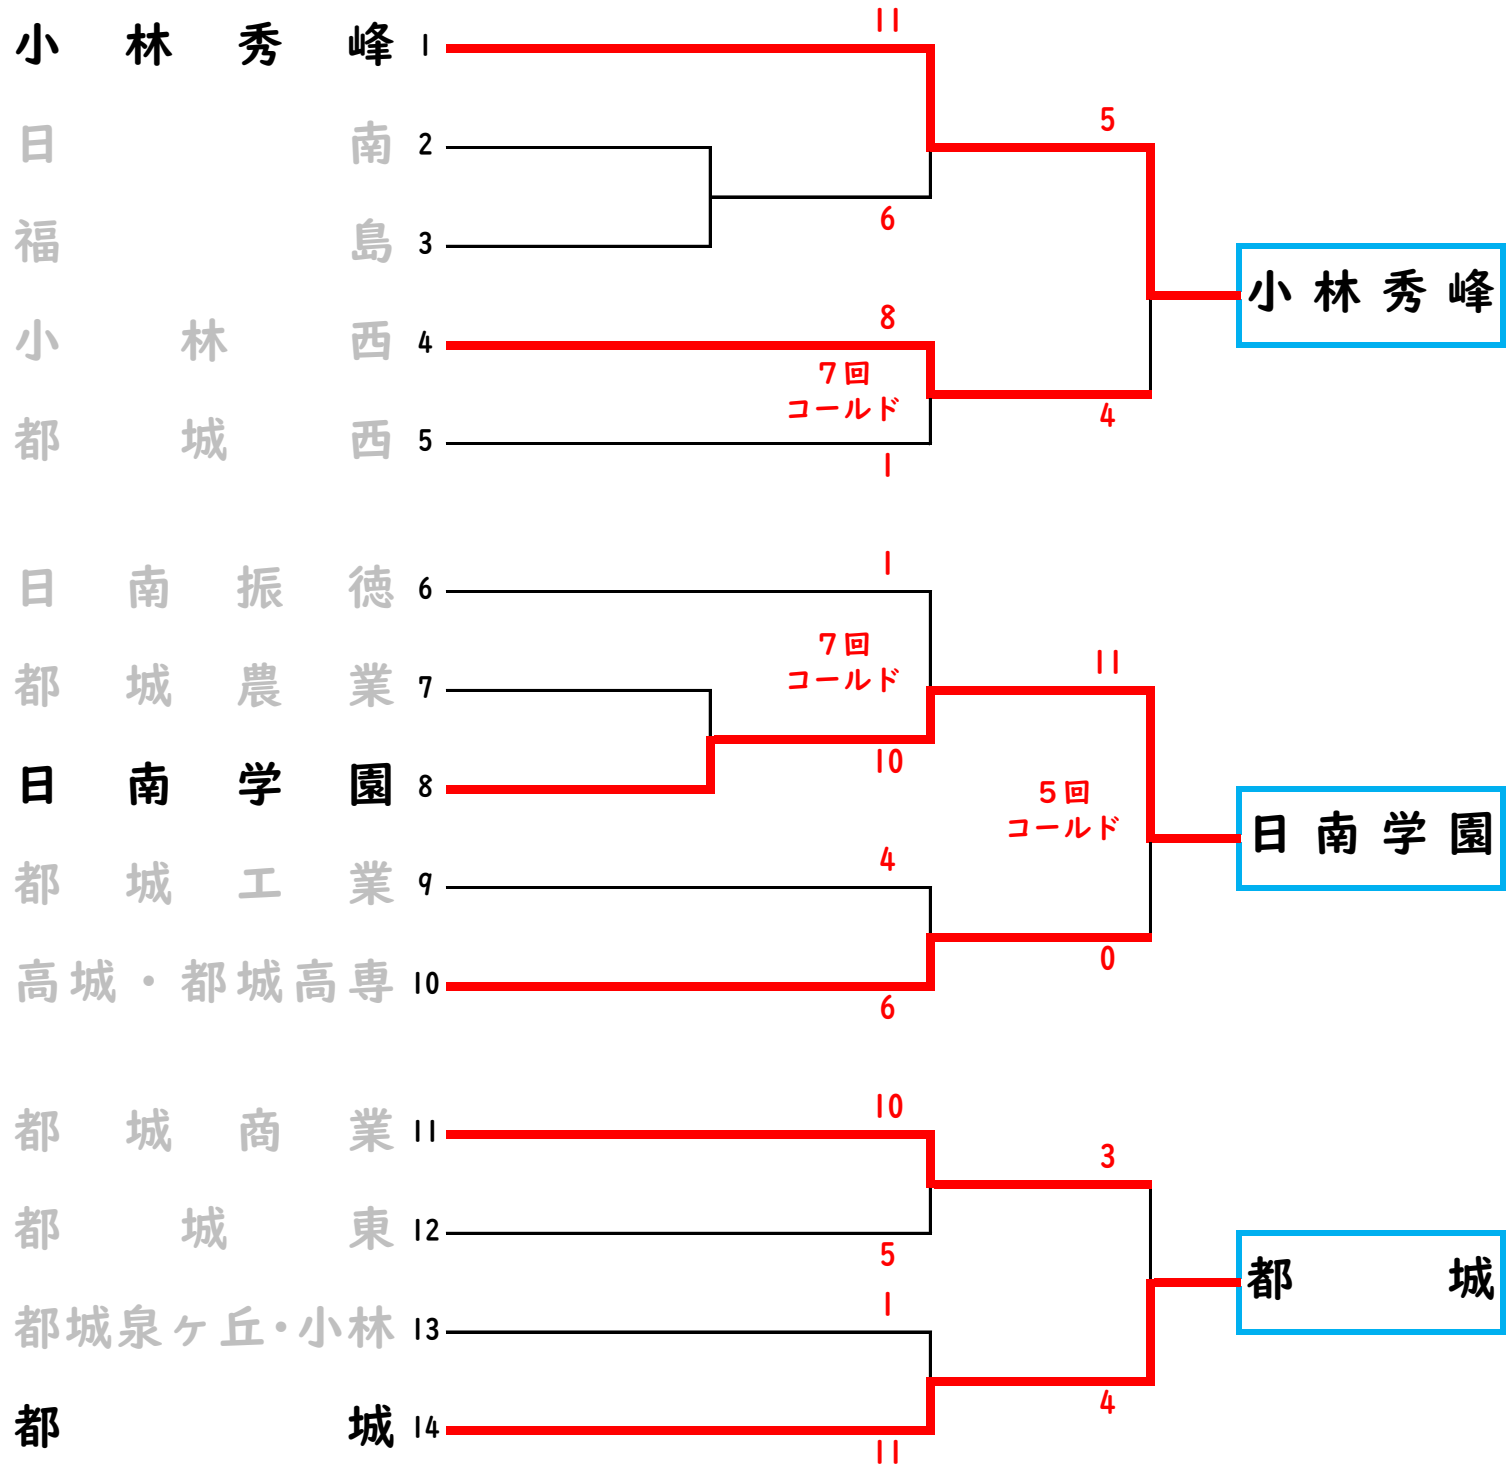 小林秀峰 1
日南 2
福島 3
小林西 4
都城西 5
11
6
8
7回
コールド
1
5
4
小林秀峰
日南振徳 6
都城農業 7
日南学園 8
都城工業 9
高城・都城高専 10
1
7回
コールド
10
4
6
11
5回
コールド
0
日南学園
都城商業 11
都城東 12
都城泉ヶ丘・小林 13
都城 14
10
5
1
11
3
4
都城